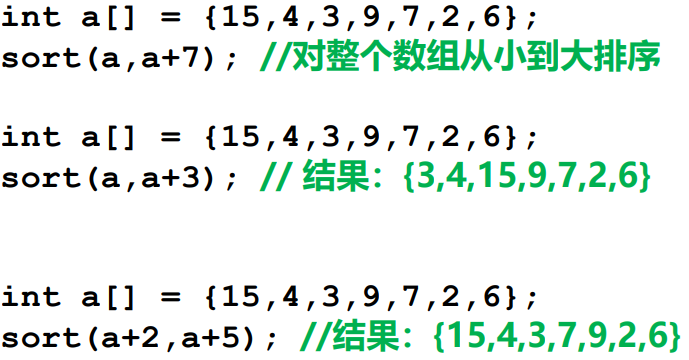 int a[] = {15,4,3,9,7,2,6};
sort(a,a+7); //对整个数组从小到大排序
int a[] = {15,4,3,9,7,2,6};
sort(a,a+3); // 结果：{3,4,15,9,7,2,6}
int a[] = {15,4,3,9,7,2,6};
sort(a+2,a+5); //结果：{15,4,3,7,9,2,6}